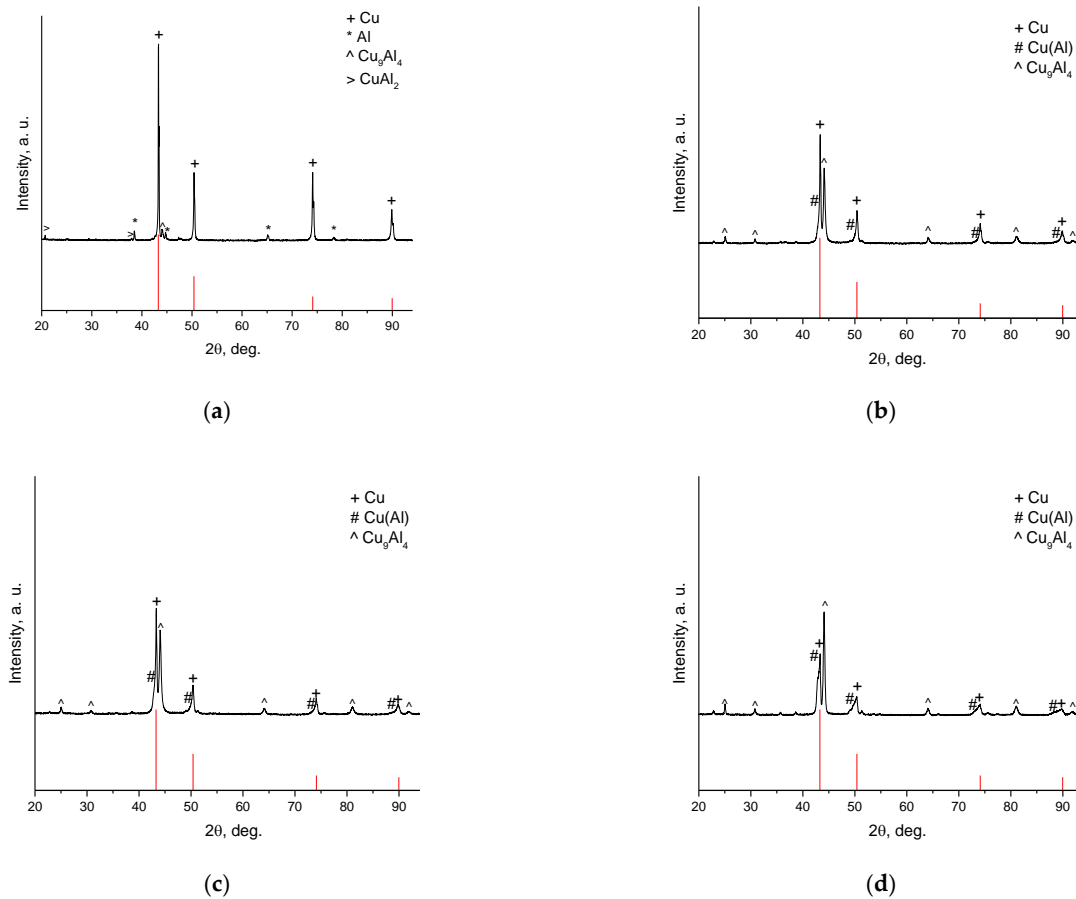 + Cu
* Al
^ Cu₉Al₄
> CuAl₂
+
+
+
+
>
>
*
^
*
*
*
Intensity, a. u.
20 30 40 50 60 70 80 90
2θ, deg.
(a)
+ Cu
# Cu(Al)
^ Cu₉Al₄
+
^
#
+
#
+
#
+
#
^
^
^
^
^
Intensity, a. u.
20 30 40 50 60 70 80 90
2θ, deg.
(b)
+ Cu
# Cu(Al)
^ Cu₉Al₄
+
^
#
+
#
+
#
+
#
^
^
^
^
^
Intensity, a. u.
20 30 40 50 60 70 80 90
2θ, deg.
(c)
+ Cu
# Cu(Al)
^ Cu₉Al₄
^
+
#
+
#
+
#
+
#
^
^
^
^
^
Intensity, a. u.
20 30 40 50 60 70 80 90
2θ, deg.
(d)